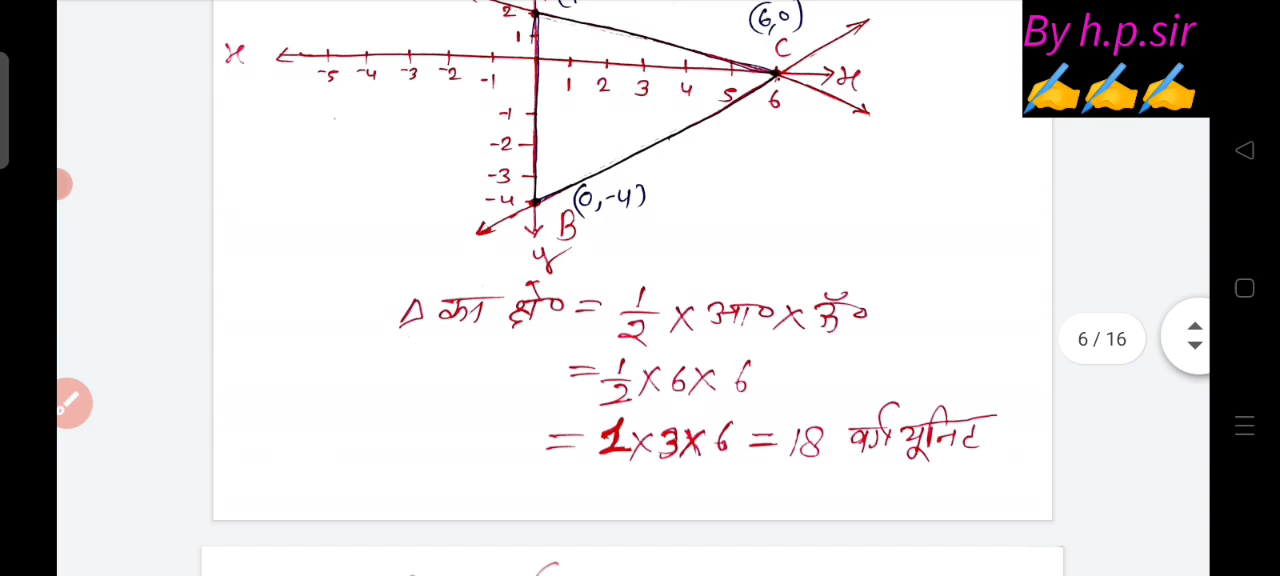 2
(6,0)
By h.p.sir
1
C
x
x
-5 -4 -3 -2 -1 1 2 3 4 5 6
-1
-2
-3
-4
(0,-4)
B
y
Δ का क्षे० = 1/2 × आ० × ऊँ०
6 / 16
= 1/2 × 6 × 6
= 1 × 3 × 6 = 18 वर्ग यूनिट